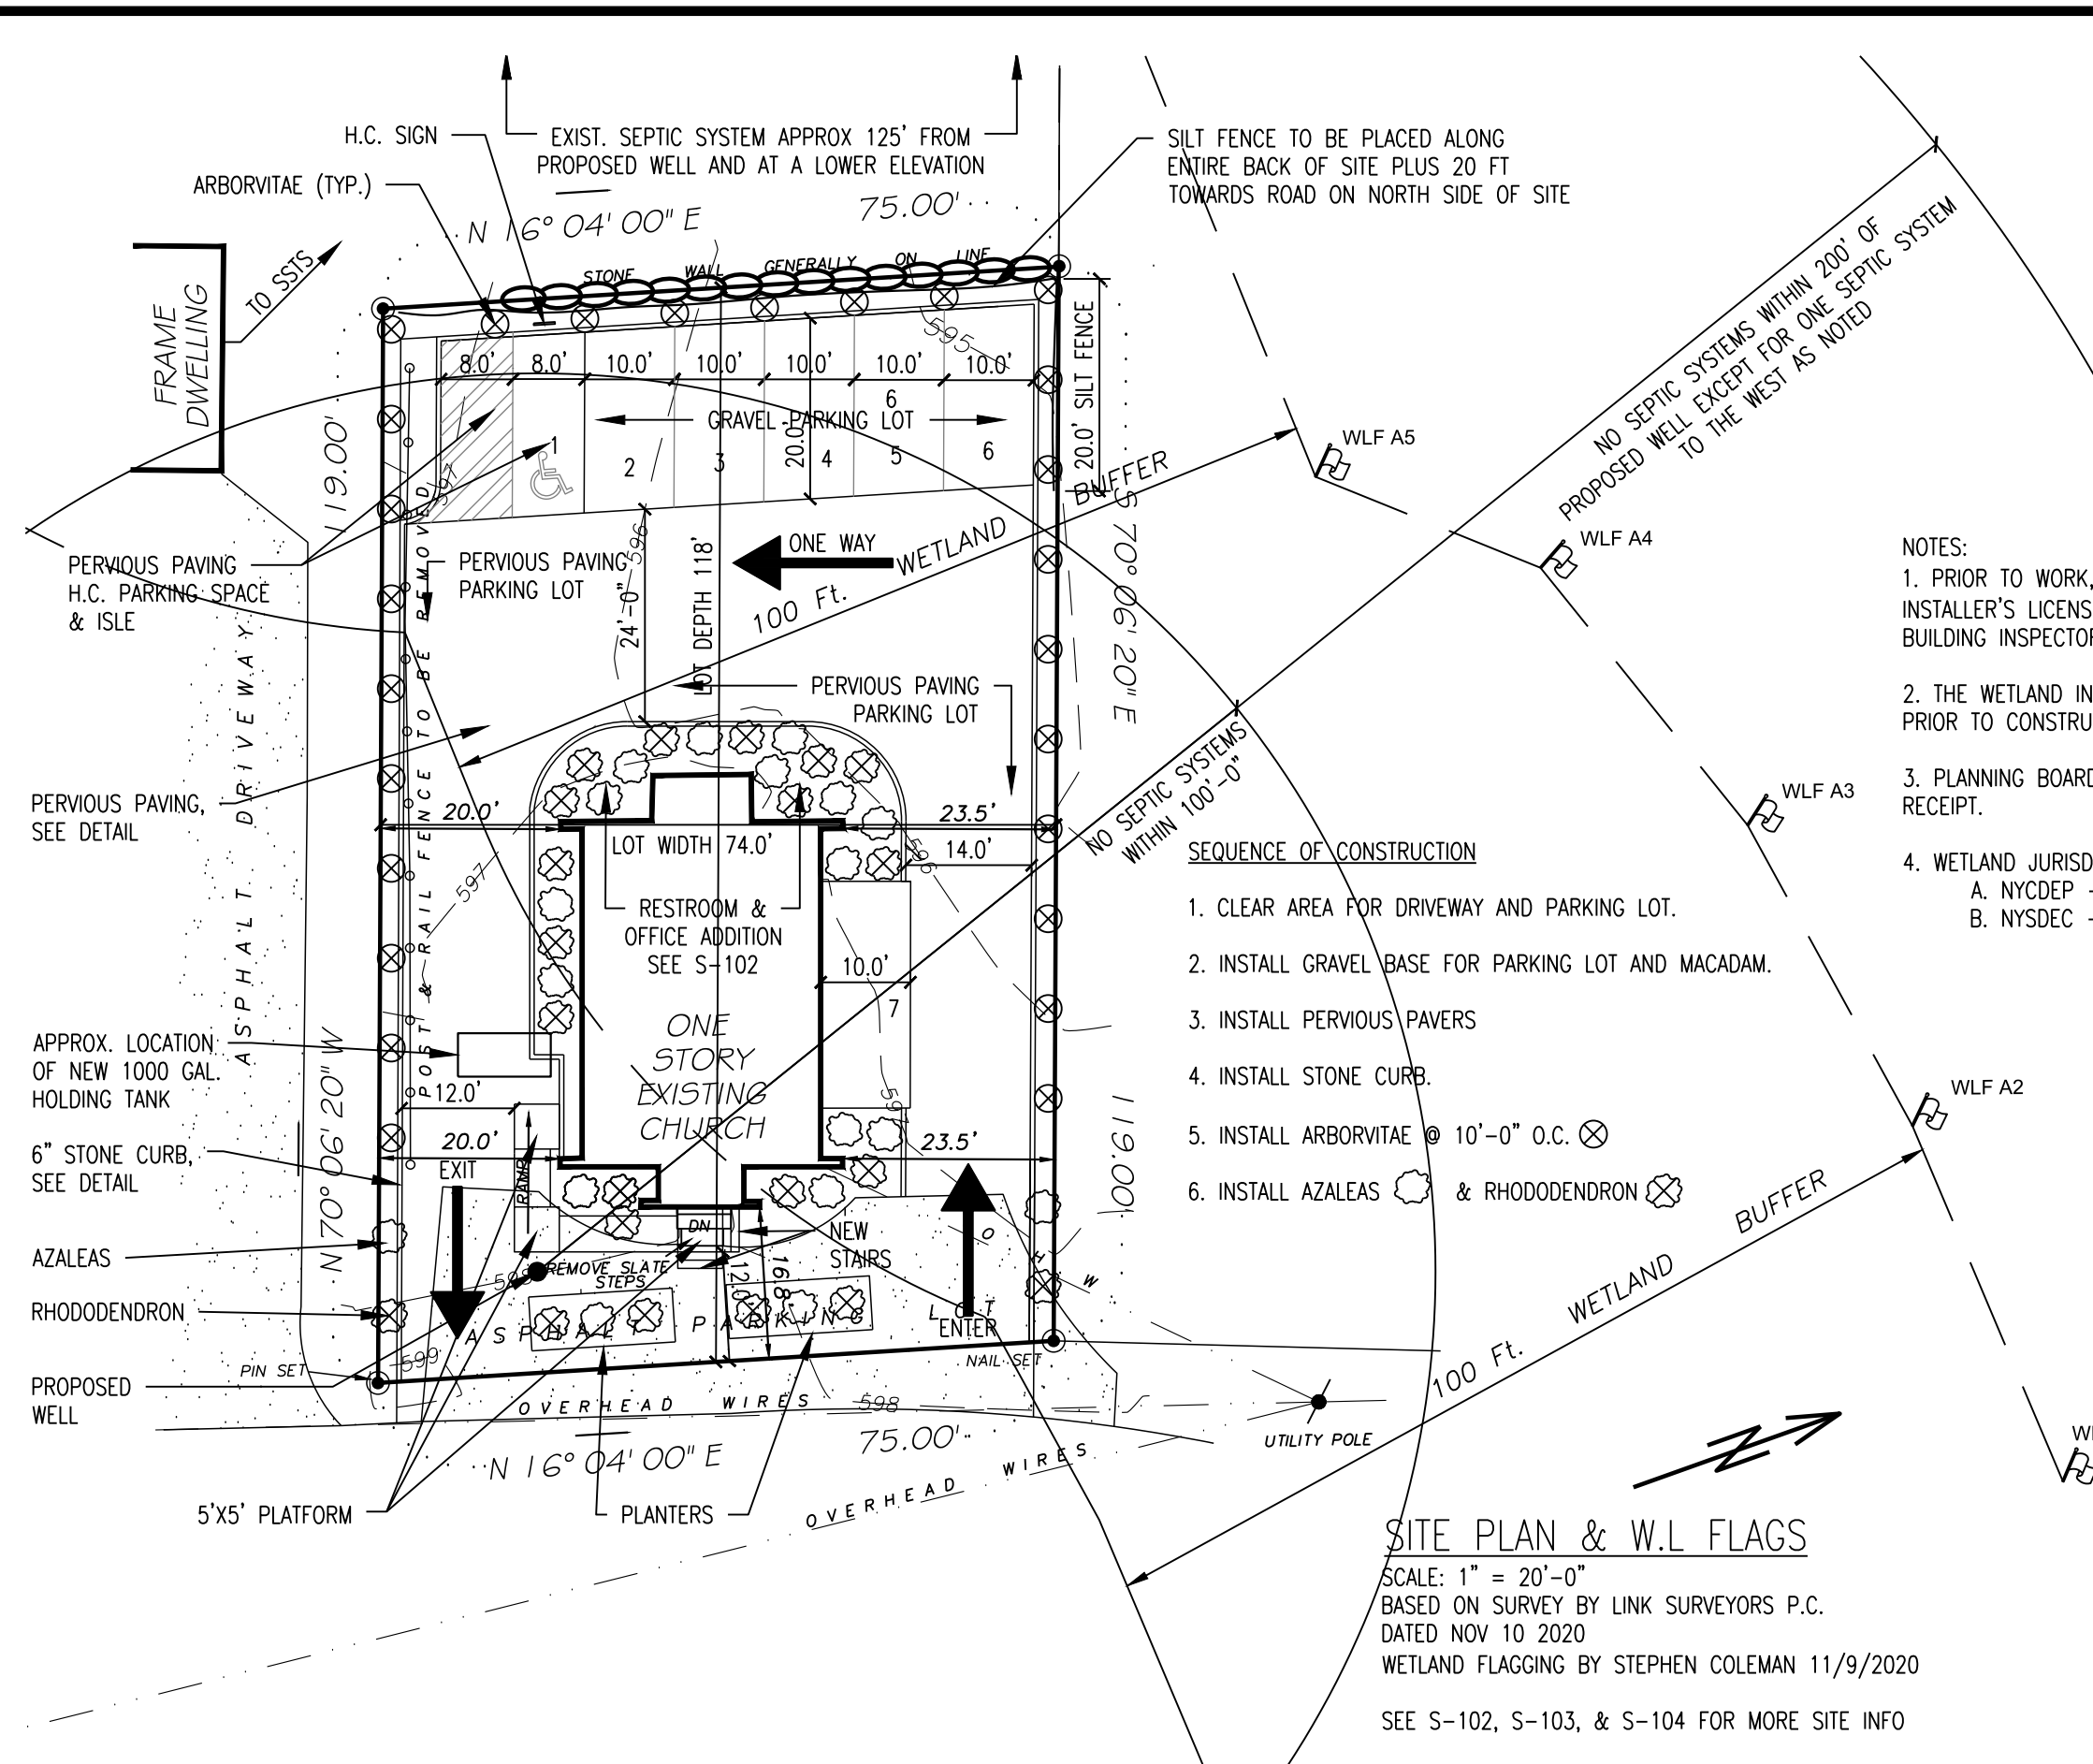 H.C. SIGN
EXIST. SEPTIC SYSTEM APPROX 125' FROM
PROPOSED WELL AND AT A LOWER ELEVATION
SILT FENCE TO BE PLACED ALONG
ENTIRE BACK OF SITE PLUS 20 FT
TOWARDS ROAD ON NORTH SIDE OF SITE
ARBORVITAE (TYP.)
N 16° 04' 00" E
75.00'
TO SSTS
FRAME
DWELLING
STONE WALL GENERALLY ON LINE
595
8.0' 8.0' 10.0' 10.0' 10.0' 10.0' 10.0'
6
GRAVEL PARKING LOT
20.0'
1 2 3 4 5 6
20.0' SILT FENCE
119.00'
597
BUFFER
WETLAND
100 Ft.
S 70° 06' 20" E
WLF A5
WLF A4
NO SEPTIC SYSTEMS WITHIN 200' OF
PROPOSED WELL EXCEPT FOR ONE SEPTIC SYSTEM
TO THE WEST AS NOTED
PERVIOUS PAVING
H.C. PARKING SPACE
& ISLE
PERVIOUS PAVING
PARKING LOT
596
24'-0"
LOT DEPTH 118'
ONE WAY
POST & RAIL FENCE TO BE REMOVED
ASPHALT DRIVEWAY
PERVIOUS PAVING
PARKING LOT
NOTES:
1. PRIOR TO WORK,
INSTALLER'S LICENS
BUILDING INSPECTOR
2. THE WETLAND IN
PRIOR TO CONSTRU
3. PLANNING BOARD
RECEIPT.
4. WETLAND JURISD
A. NYCDEP -
B. NYSDEC -
WLF A3
NO SEPTIC SYSTEMS
WITHIN 100'-0"
PERVIOUS PAVING,
SEE DETAIL
20.0'
LOT WIDTH 74.0'
23.5'
14.0'
596
597
RESTROOM &
OFFICE ADDITION
SEE S-102
10.0'
7
ONE
STORY
EXISTING
CHURCH
597
SEQUENCE OF CONSTRUCTION
1. CLEAR AREA FOR DRIVEWAY AND PARKING LOT.
2. INSTALL GRAVEL BASE FOR PARKING LOT AND MACADAM.
3. INSTALL PERVIOUS PAVERS
4. INSTALL STONE CURB.
5. INSTALL ARBORVITAE @ 10'-0" O.C.
6. INSTALL AZALEAS & RHODODENDRON
WLF A2
APPROX. LOCATION
OF NEW 1000 GAL.
HOLDING TANK
12.0'
20.0'
23.5'
119.00'
N 70° 06' 20" W
6" STONE CURB,
SEE DETAIL
EXIT
RAMP
DN
NEW
STAIRS
REMOVE SLATE
STEPS
12.0'
16.8'
O H W
598
AZALEAS
RHODODENDRON
ASPHALT PARKING LOT
ENTER
599
PIN SET
NAIL SET
PROPOSED
WELL
OVERHEAD WIRES
598
N 16° 04' 00" E
75.00'
UTILITY POLE
OVERHEAD WIRES
5'X5' PLATFORM
PLANTERS
100 Ft. WETLAND BUFFER
WL
SITE PLAN & W.L FLAGS
SCALE: 1" = 20'-0"
BASED ON SURVEY BY LINK SURVEYORS P.C.
DATED NOV 10 2020
WETLAND FLAGGING BY STEPHEN COLEMAN 11/9/2020
SEE S-102, S-103, & S-104 FOR MORE SITE INFO